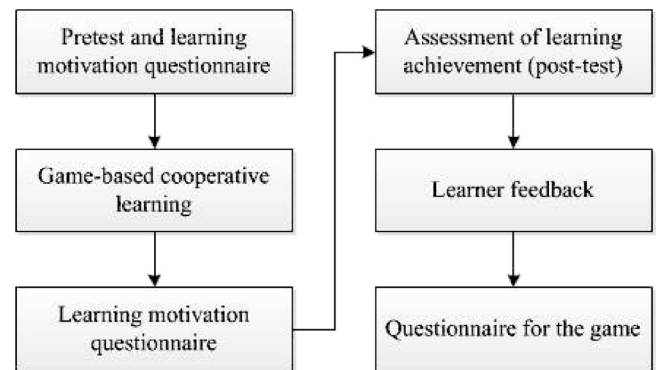 Pretest and learning
motivation questionnaire
Game-based cooperative
learning
Learning motivation
questionnaire
Assessment of learning
achievement (post-test)
Learner feedback
Questionnaire for the game